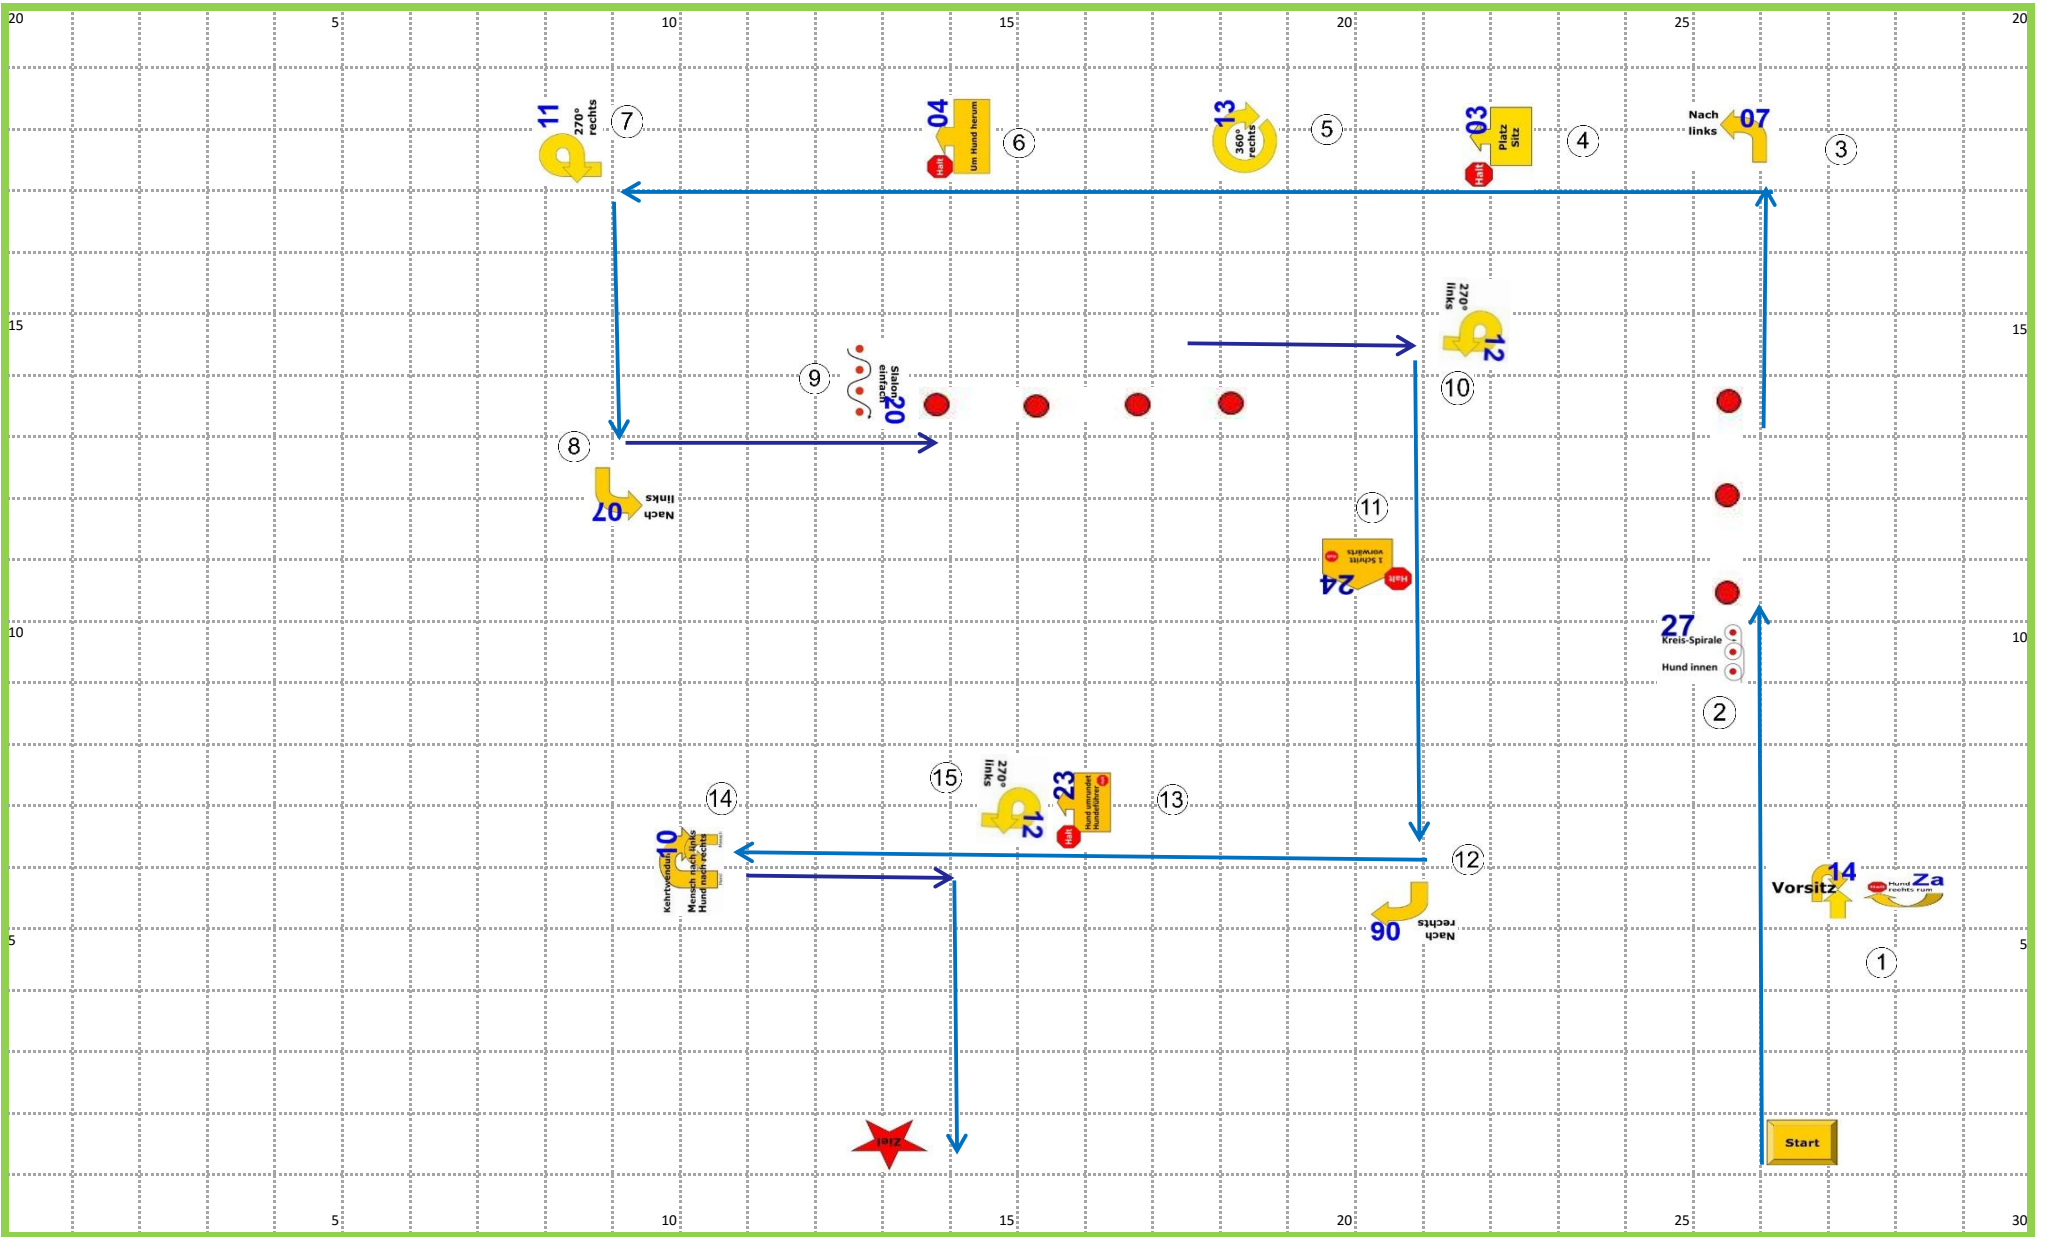 20 5 10 15 20 25 20
11 270° rechts 7
04 Halt Um Hund herum 6
13 360° rechts 5
03 Halt Platz Sitz 4
Nach links 07 3
15 15
270° links 12
10
9
Slalom einfach 20
8
Nach links 07
11
1 Schritt vorwärts
Halt
24
10 10
27
Kreis-Spirale
Hund innen
2
15 270° links 12
23 Halt Hund umrundet Hundeführer 13
14
10 Kehrtwendung
Mensch nach links
Hund nach rechts
12
Nach rechts
06
Vorsitz 14
Halt Hund rechts rum Za
5 5
1
Ziel
Start
5 10 15 20 25 30